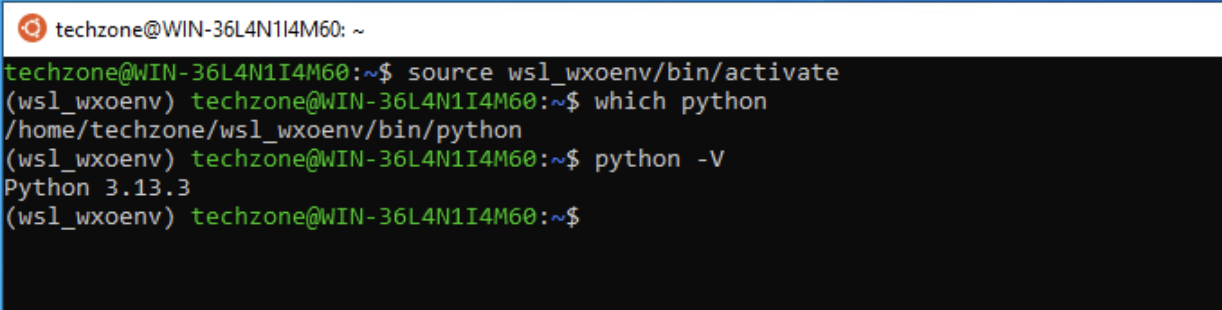 techzone@WIN-36L4N1I4M60: ~
techzone@WIN-36L4N1I4M60:~$ source wsl_wxoenv/bin/activate
(wsl_wxoenv) techzone@WIN-36L4N1I4M60:~$ which python
/home/techzone/wsl_wxoenv/bin/python
(wsl_wxoenv) techzone@WIN-36L4N1I4M60:~$ python -V
Python 3.13.3
(wsl_wxoenv) techzone@WIN-36L4N1I4M60:~$